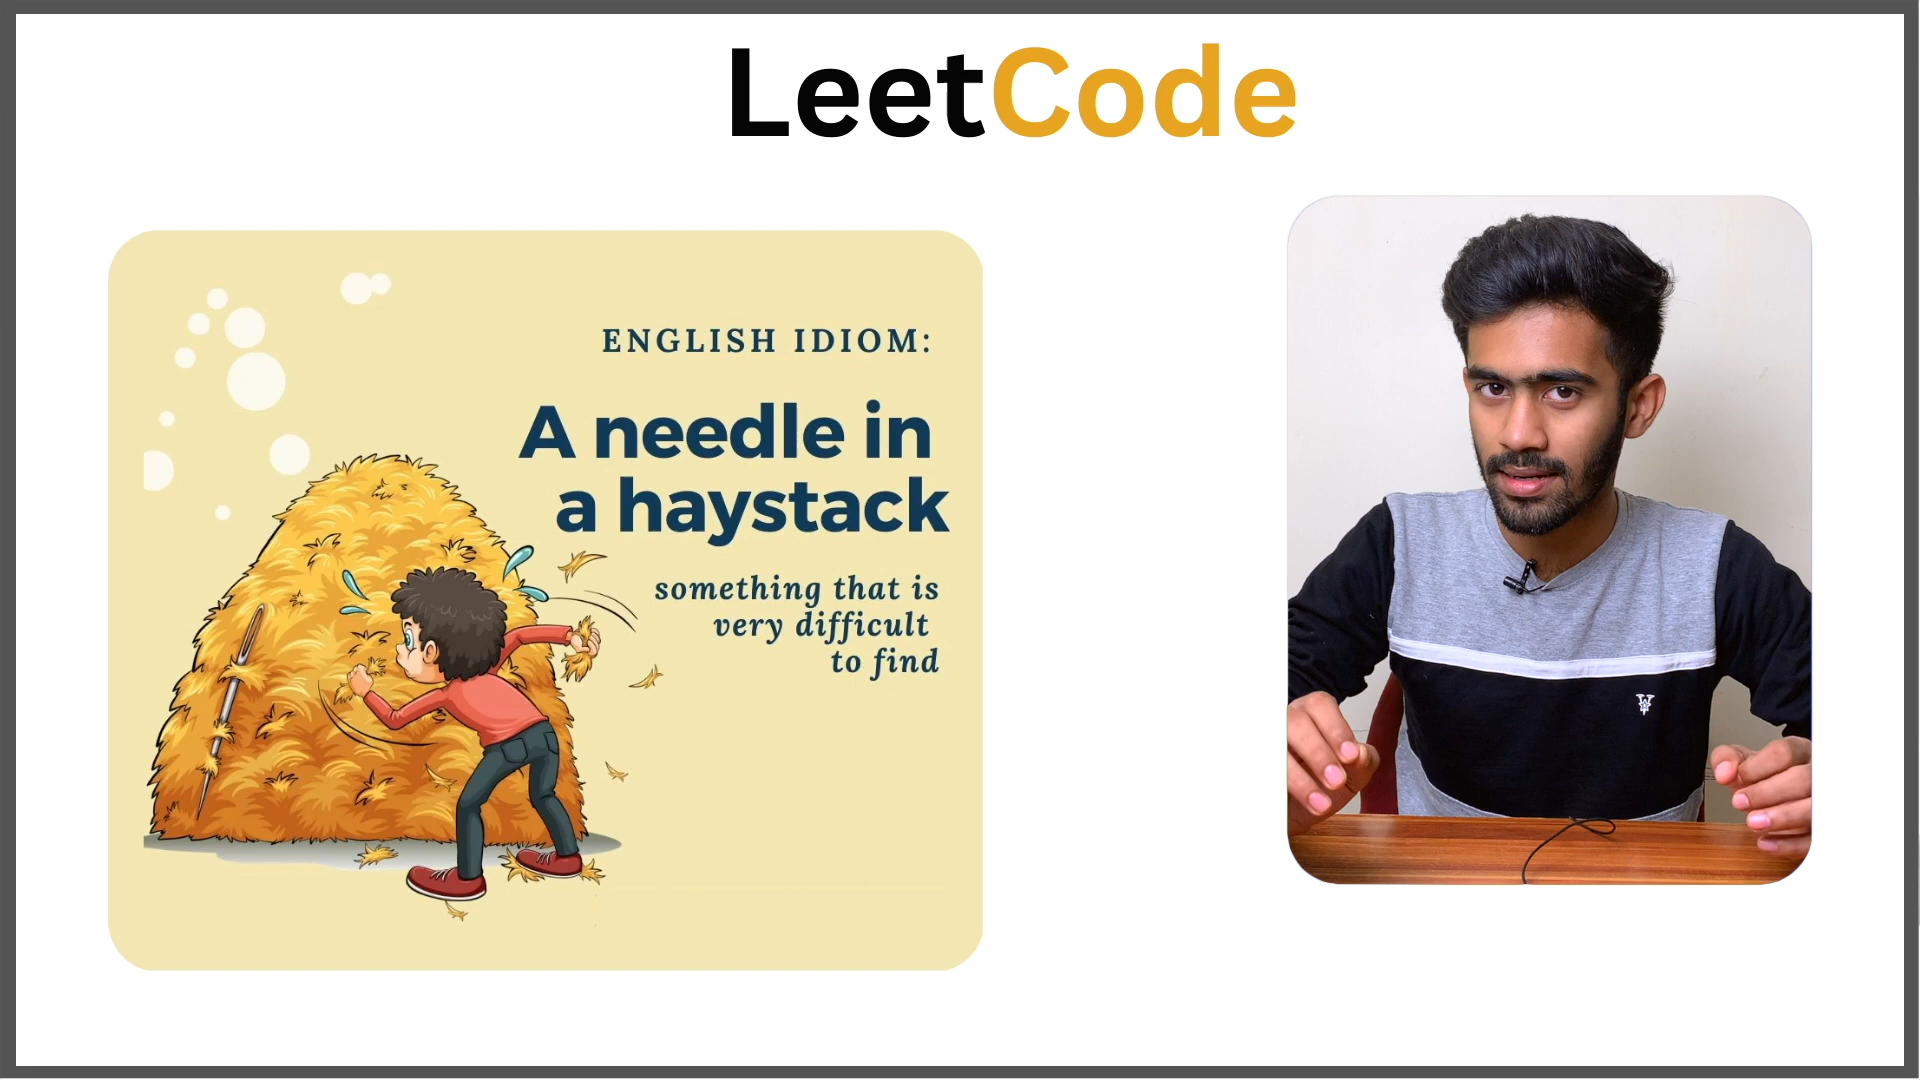 LeetCode
ENGLISH IDIOM:
A needle in
a haystack
something that is
very difficult
to find